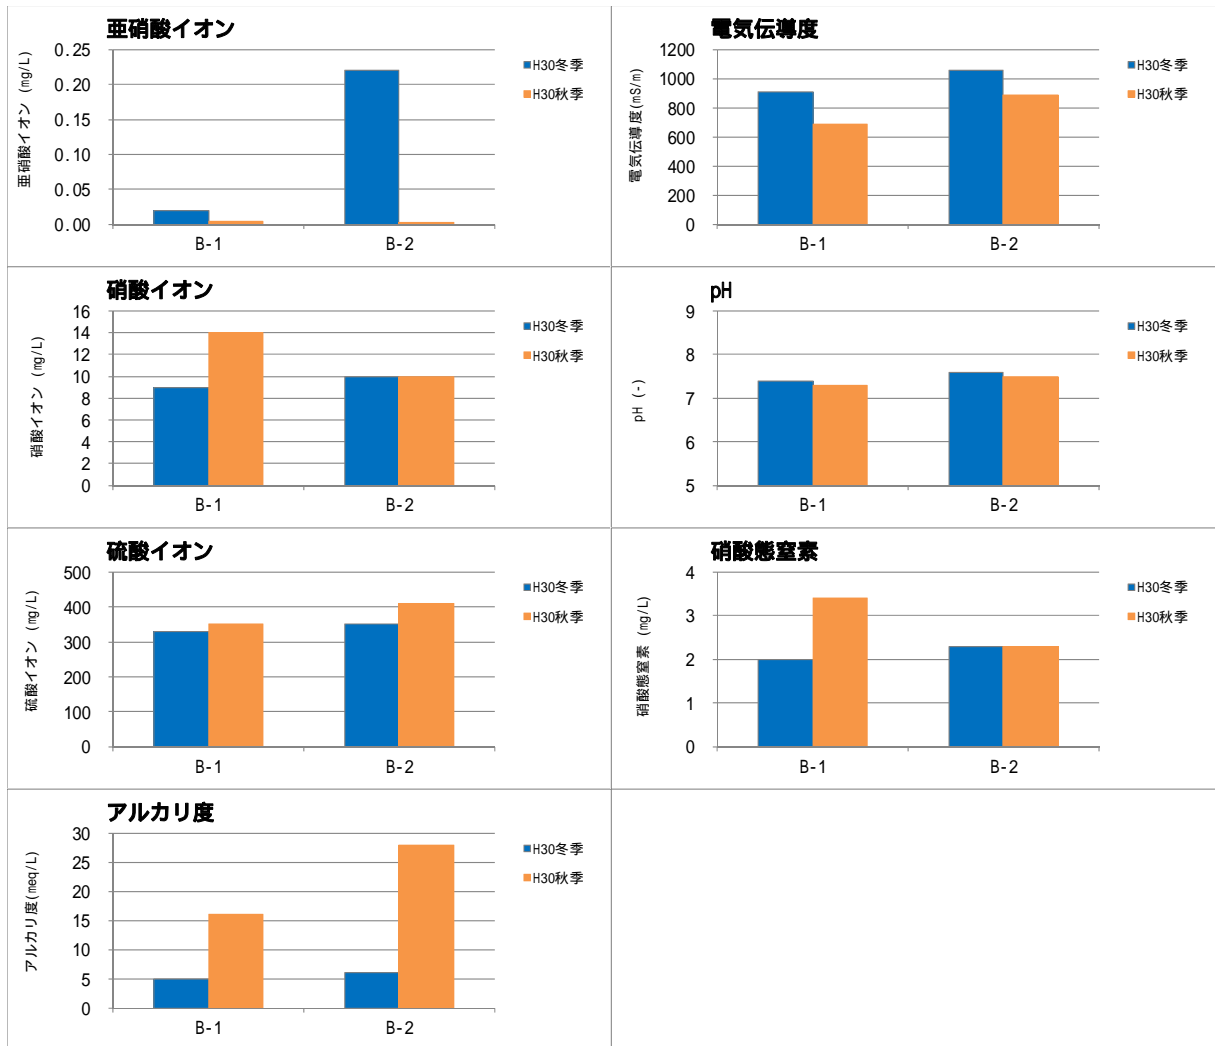 亜硝酸イオン
亜硝酸イオン (mg/L)
0.25
0.20
0.15
0.10
0.05
0.00
B-1
B-2
H30冬季
H30秋季
電気伝導度
電気伝導度(mS/m)
1200
1000
800
600
400
200
0
B-1
B-2
H30冬季
H30秋季
硝酸イオン
硝酸イオン (mg/L)
16
14
12
10
8
6
4
2
0
B-1
B-2
H30冬季
H30秋季
pH
pH (-)
9
8
7
6
5
B-1
B-2
H30冬季
H30秋季
硫酸イオン
硫酸イオン (mg/L)
500
400
300
200
100
0
B-1
B-2
H30冬季
H30秋季
硝酸態窒素
硝酸態窒素 (mg/L)
4
3
2
1
0
B-1
B-2
H30冬季
H30秋季
アルカリ度
アルカリ度(meq/L)
30
25
20
15
10
5
0
B-1
B-2
H30冬季
H30秋季